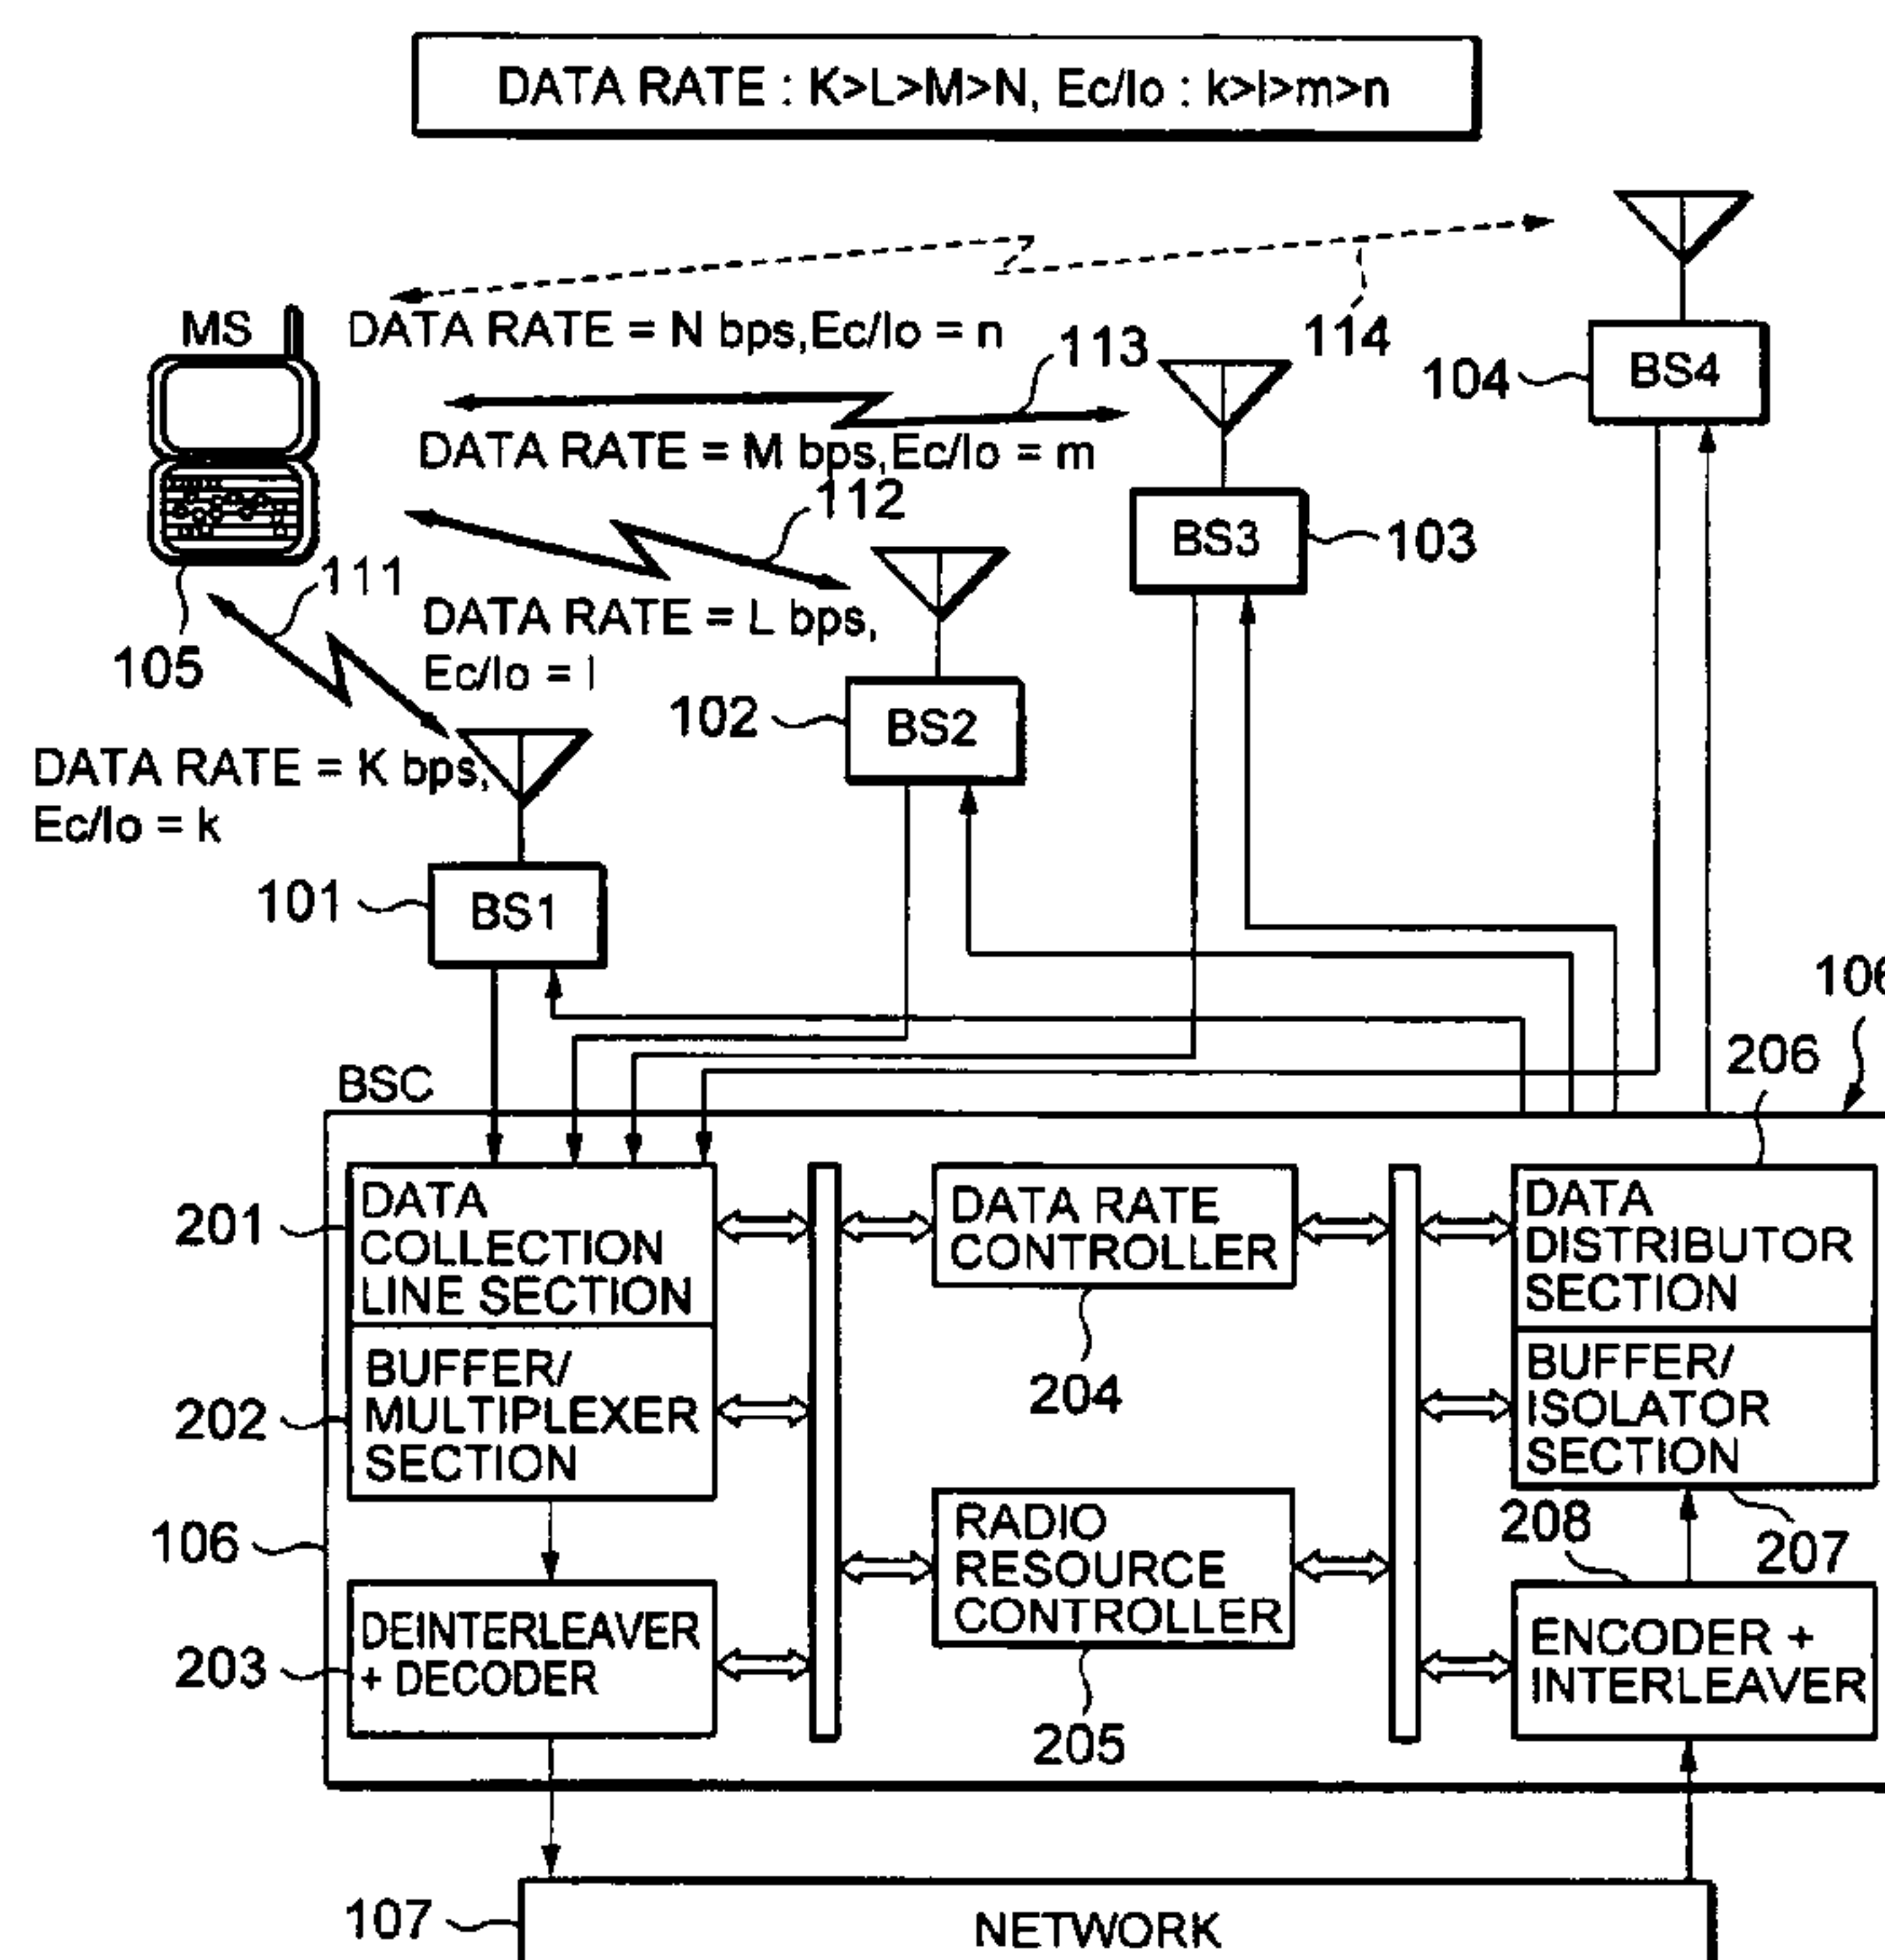 DATA RATE : K>L>M>N, Ec/Io : k>l>m>n
MS
DATA RATE = N bps,Ec/Io = n
113
114
104
BS4
DATA RATE = M bps,Ec/Io = m
112
BS3
103
111
105
DATA RATE = L bps,
Ec/Io = l
102
BS2
DATA RATE = K bps,
Ec/Io = k
101
BS1
106
206
BSC
201
DATA
COLLECTION
LINE SECTION
DATA RATE
CONTROLLER
DATA
DISTRIBUTOR
SECTION
204
202
BUFFER/
MULTIPLEXER
SECTION
BUFFER/
ISOLATOR
SECTION
106
RADIO
RESOURCE
CONTROLLER
208
207
203
DEINTERLEAVER
+ DECODER
ENCODER +
INTERLEAVER
205
107
NETWORK